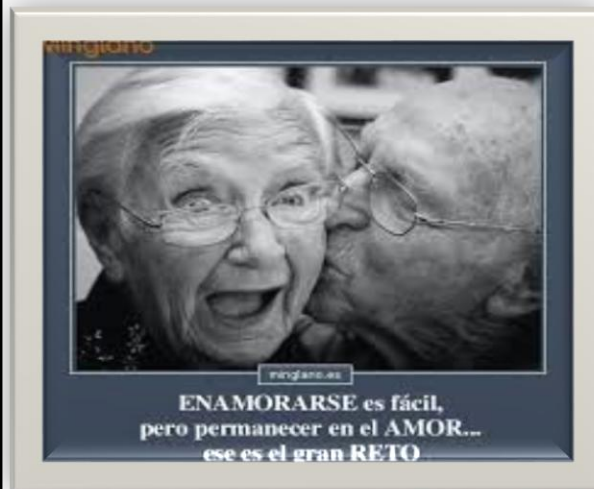 Minglano
minglano.es
ENAMORARSE es fácil,
pero permanecer en el AMOR...
ese es el gran RETO